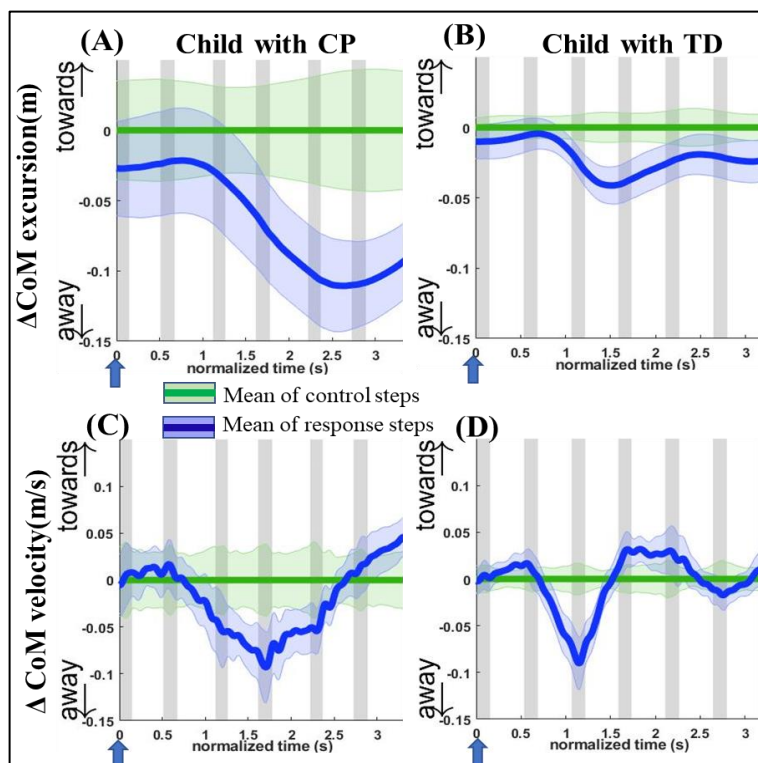 (A) Child with CP
(B) Child with TD
ΔCoM excursion(m)
towards
away
0
-0.05
-0.1
-0.15
0 0.5 1 1.5 2 2.5 3
normalized time (s)
towards
away
0
-0.05
-0.1
-0.15
0 0.5 1 1.5 2 2.5 3
normalized time (s)
Mean of control steps
Mean of response steps
(C)
(D)
Δ CoM velocity(m/s)
towards
away
0.1
0.05
0
-0.05
-0.1
-0.15
0 0.5 1 1.5 2 2.5 3
normalized time (s)
towards
away
0.1
0.05
0
-0.05
-0.1
-0.15
0 0.5 1 1.5 2 2.5 3
normalized time (s)